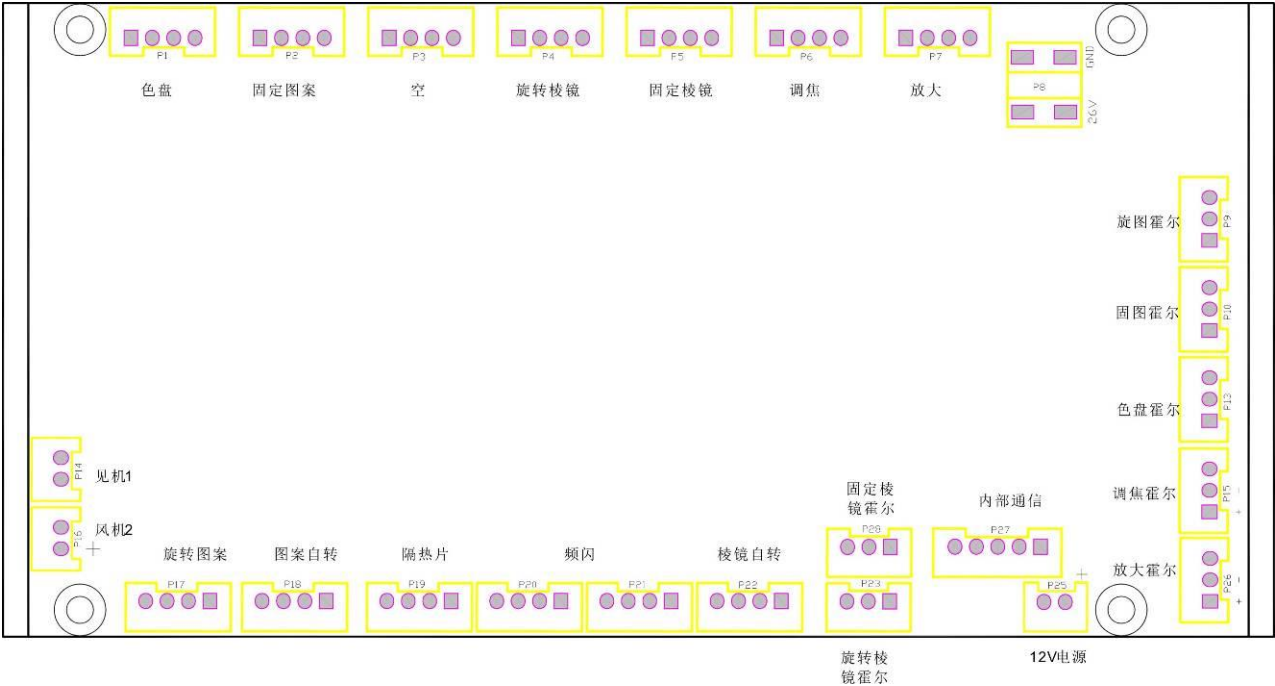 P1
P2
P3
P4
P5
P6
P7
色盘
固定图案
空
旋转棱镜
固定棱镜
调焦
放大
GND
P8
26V
旋图霍尔
P9
固图霍尔
P10
色盘霍尔
P13
调焦霍尔
P15
-
+
放大霍尔
P26
-
+
P14
见机1
P16
风机2
+
固定棱
镜霍尔
P28
内部通信
P27
旋转图案
图案自转
隔热片
频闪
棱镜自转
P17
P18
P19
P20
P21
P22
P23
P25
+
旋转棱
镜霍尔
12V电源